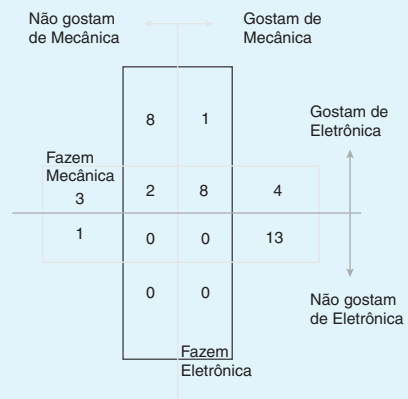 Não gostam
de Mecânica
Gostam de
Mecânica
8 1
Gostam de
Eletrônica
Fazem
Mecânica
3 2 8 4
1 0 0 13
0 0
Não gostam
de Eletrônica
Fazem
Eletrônica